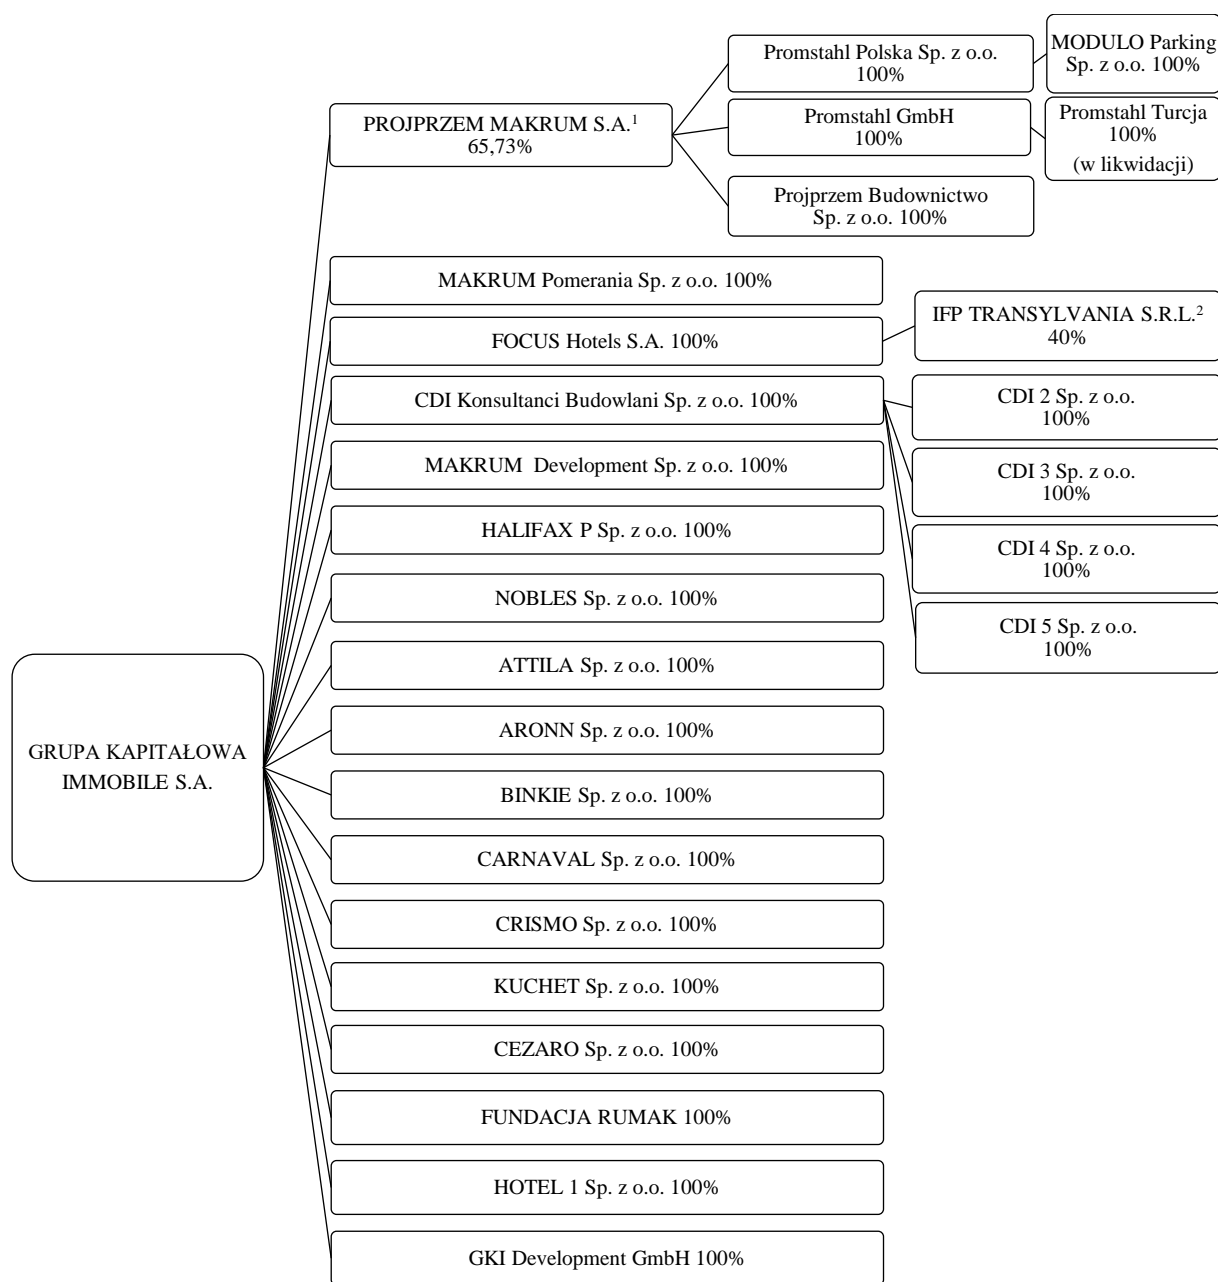 GRUPA KAPITAŁOWA
IMMOBILE S.A.
PROJPRZEM MAKRUM S.A.¹
65,73%
Promstahl Polska Sp. z o.o.
100%
MODULO Parking
Sp. z o.o. 100%
Promstahl GmbH
100%
Promstahl Turcja
100%
(w likwidacji)
Projprzem Budownictwo
Sp. z o.o. 100%
MAKRUM Pomerania Sp. z o.o. 100%
FOCUS Hotels S.A. 100%
IFP TRANSYLVANIA S.R.L.²
40%
CDI Konsultanci Budowlani Sp. z o.o. 100%
CDI 2 Sp. z o.o.
100%
CDI 3 Sp. z o.o.
100%
CDI 4 Sp. z o.o.
100%
CDI 5 Sp. z o.o.
100%
MAKRUM Development Sp. z o.o. 100%
HALIFAX P Sp. z o.o. 100%
NOBLES Sp. z o.o. 100%
ATTILA Sp. z o.o. 100%
ARONN Sp. z o.o. 100%
BINKIE Sp. z o.o. 100%
CARNAVAL Sp. z o.o. 100%
CRISMO Sp. z o.o. 100%
KUCHET Sp. z o.o. 100%
CEZARO Sp. z o.o. 100%
FUNDACJA RUMAK 100%
HOTEL 1 Sp. z o.o. 100%
GKI Development GmbH 100%